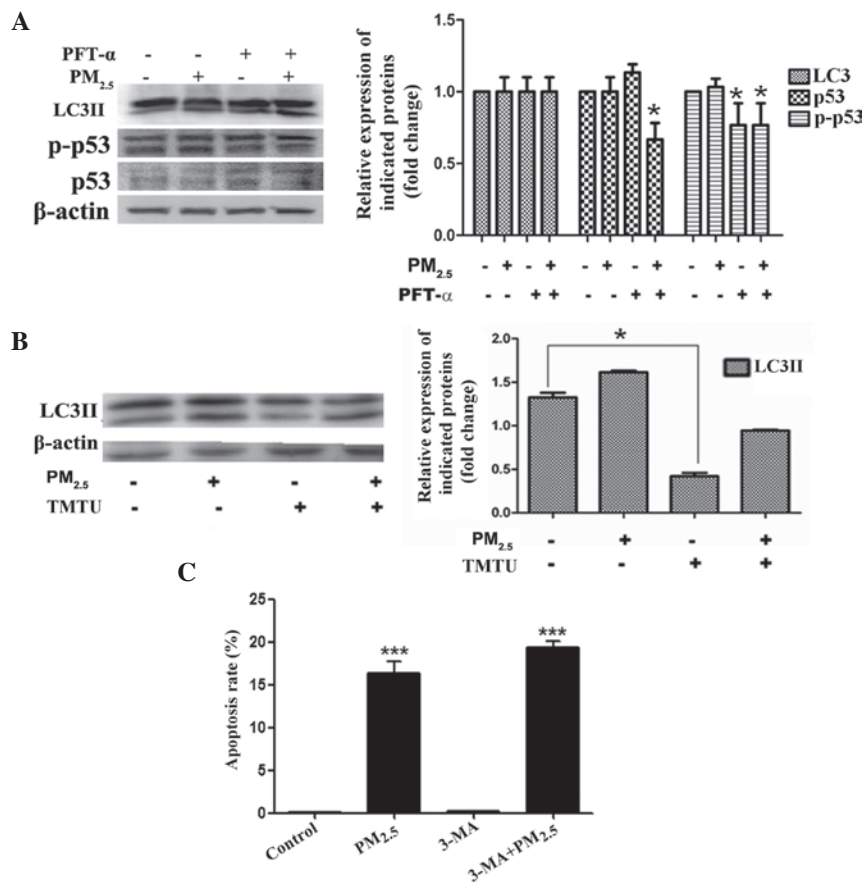 A
PFT-α - - + +
PM2.5 - + - +
LC3II
p-p53
p53
β-actin
Relative expression of
indicated proteins
(fold change)
1.5
1.0
0.5
0.0
* * *
LC3
p53
p-p53
PM2.5 - + - + - + - + - + - +
PFT-α - - + + - - + + - - + +
B
LC3II
β-actin
PM2.5 - + - +
TMTU - - + +
Relative expression of
indicated proteins
(fold change)
2.0
1.5
1.0
0.5
0.0
*
LC3II
PM2.5 - + - +
TMTU - - + +
C
Apoptosis rate (%)
25
20
15
10
5
0
*** ***
Control PM2.5 3-MA 3-MA+PM2.5